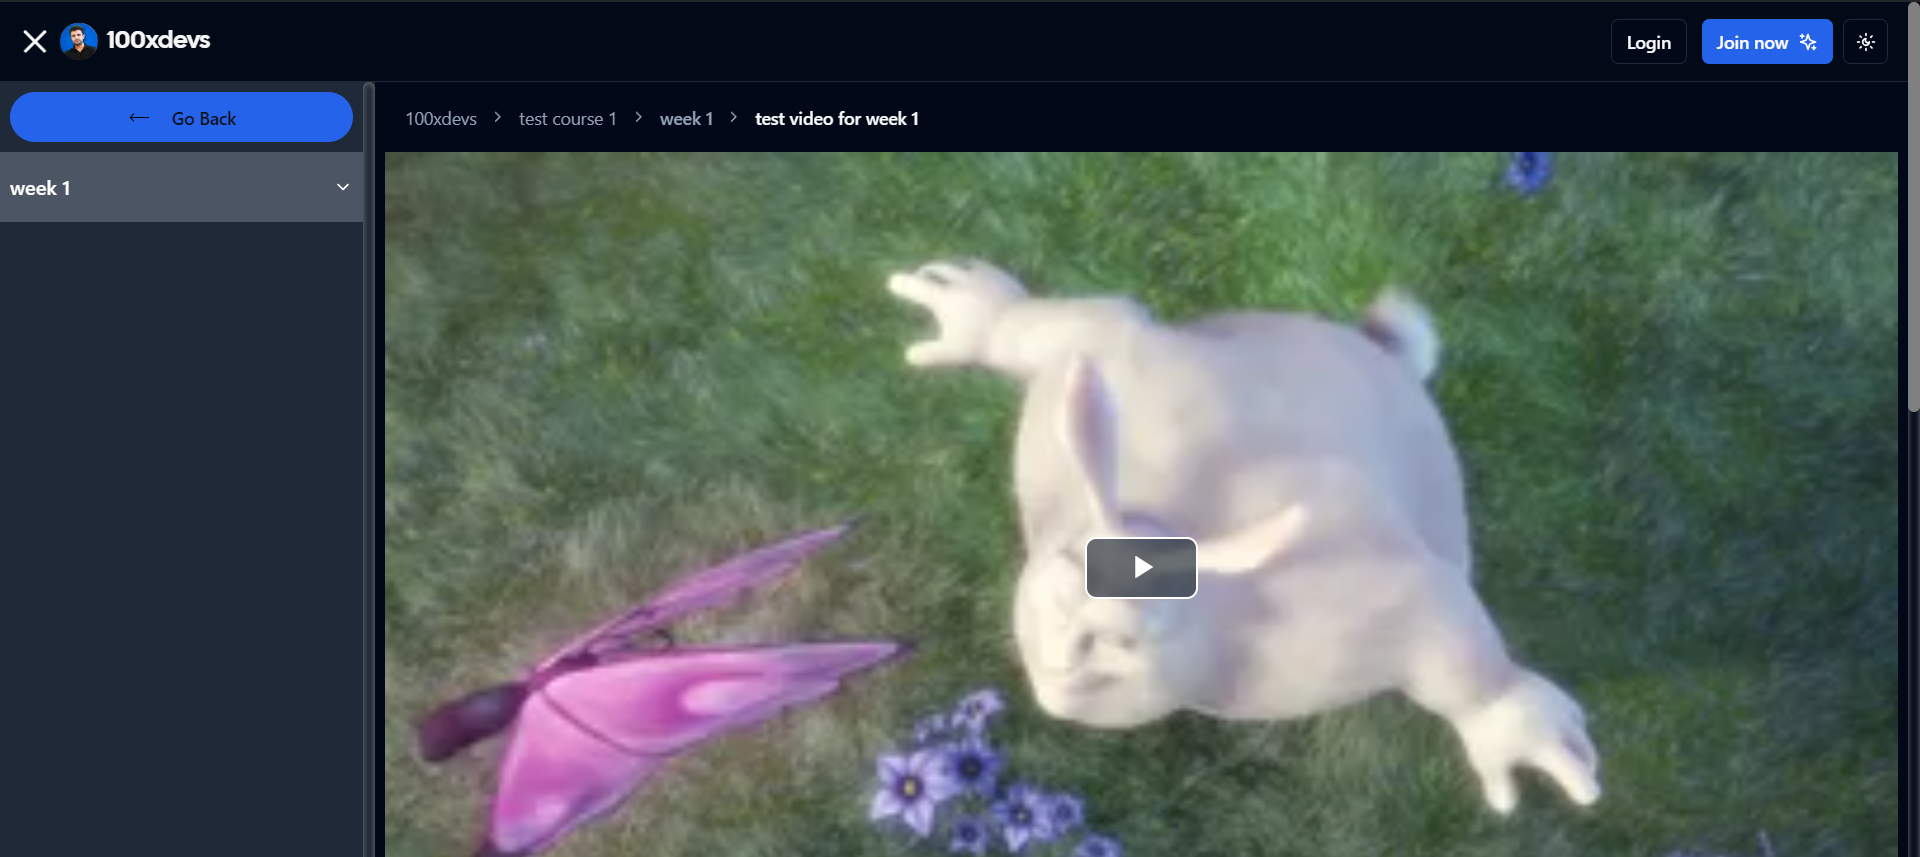 100xdevs
Login
Join now
Go Back
100xdevs > test course 1 > week 1 > test video for week 1
week 1